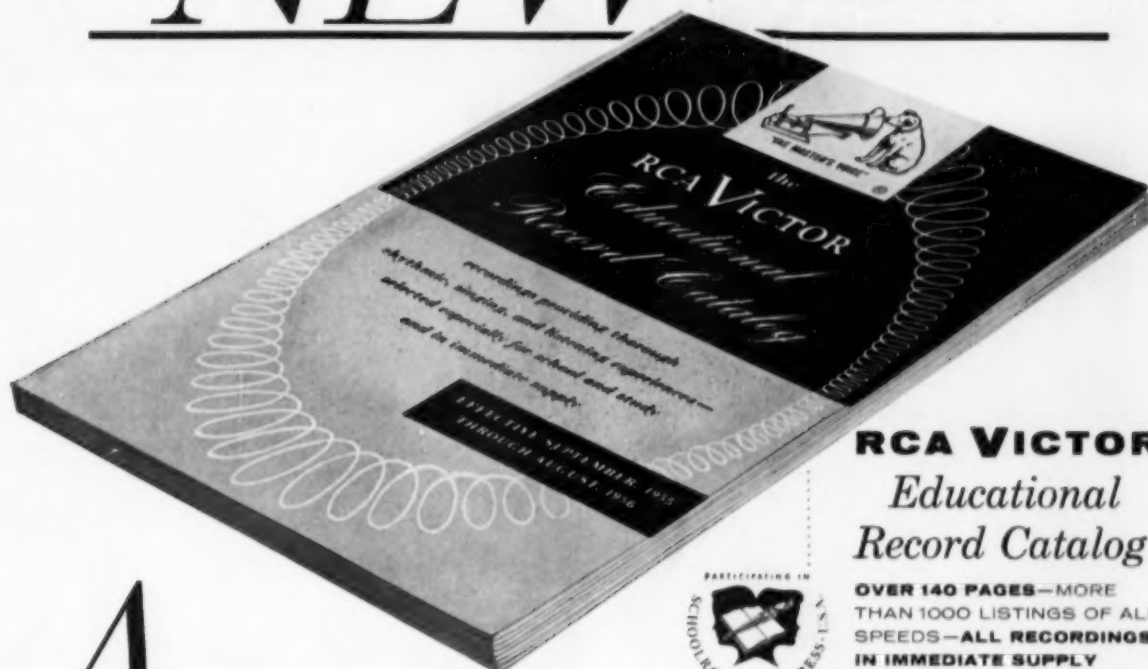 NEW
"HIS MASTER'S VOICE"
®
the
RCA VICTOR
Educational
Record Catalog
recordings providing thorough
rhythmic, singing, and listening experiences—
selected especially for school and study
and in immediate supply
EFFECTIVE SEPTEMBER, 1955
THROUGH AUGUST, 1956
RCA VICTOR
Educational
Record Catalog
PARTICIPATING IN
OVER 140 PAGES—MORE
THAN 1000 LISTINGS OF AL
SPEEDS—ALL RECORDINGS
IN IMMEDIATE SUPPLY
A